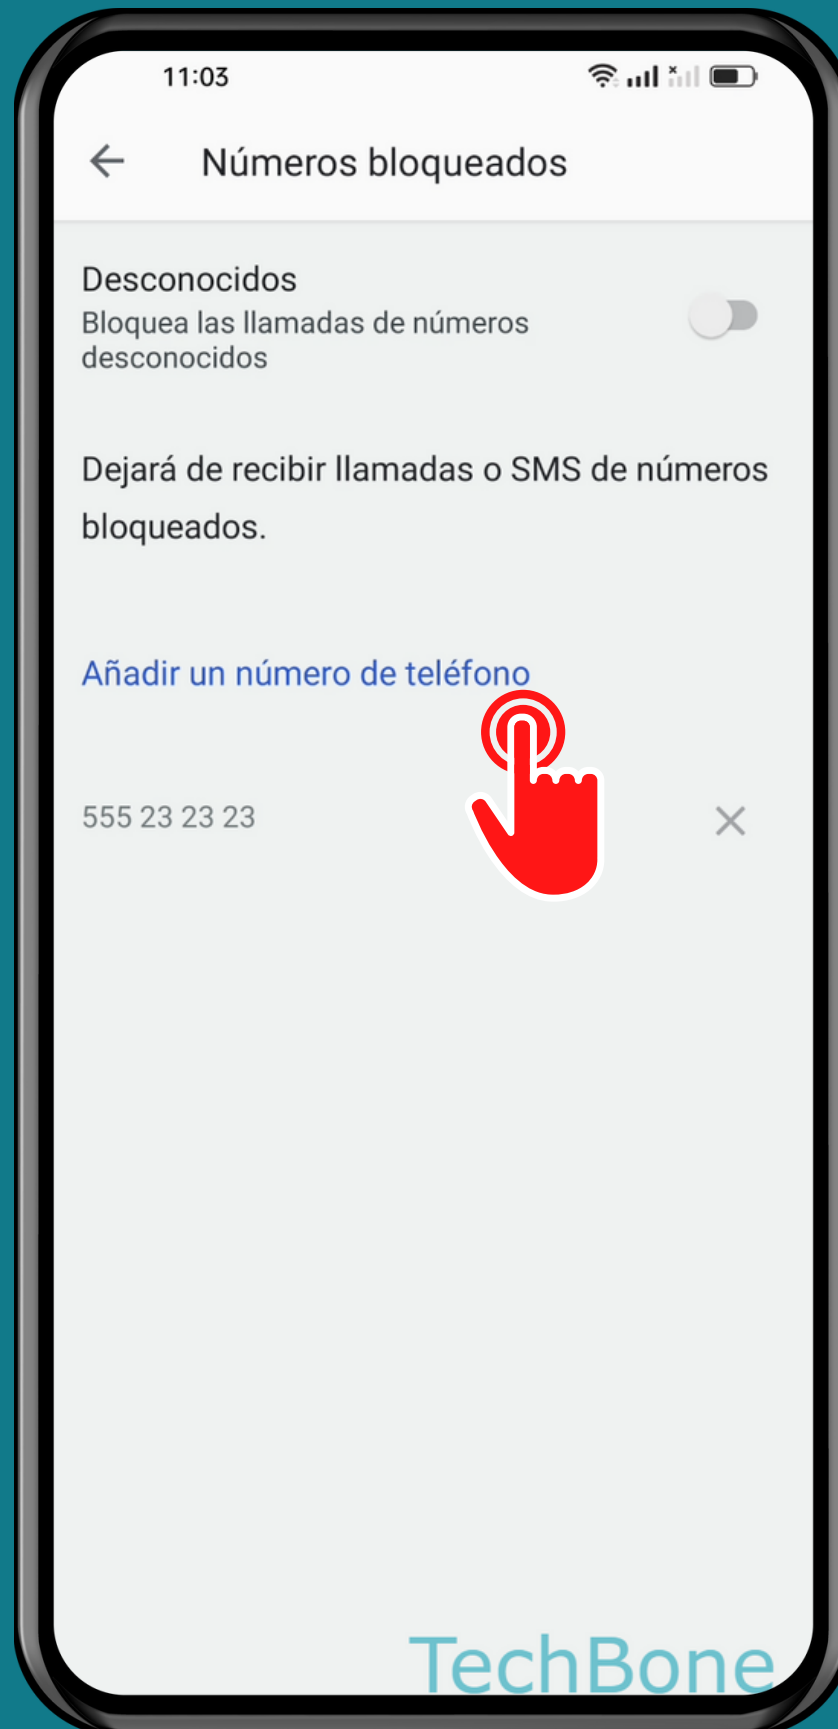 11:03
Números bloqueados
Desconocidos
Bloquea las llamadas de números
desconocidos
Dejará de recibir llamadas o SMS de números
bloqueados.
Añadir un número de teléfono
555 23 23 23
TechBone